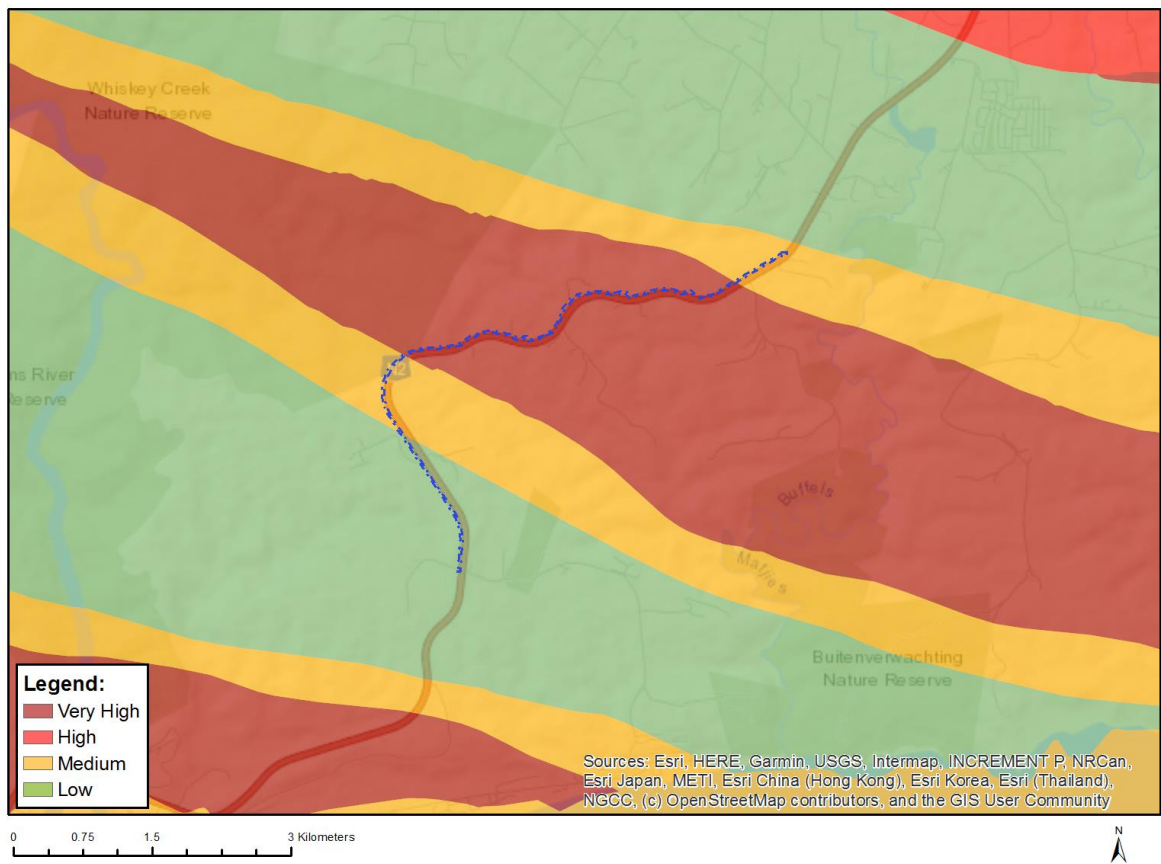 Whiskey Creek
Nature Reserve
ns River
eserve
Buffels
Matjies
Buitenverwachting
Nature Reserve
Legend:
Very High
High
Medium
Low
Sources: Esri, HERE, Garmin, USGS, Intermap, INCREMENT P, NRCan,
Esri Japan, METI, Esri China (Hong Kong), Esri Korea, Esri (Thailand),
NGCC, (c) OpenStreetMap contributors, and the GIS User Community
0 0.75 1.5 3 Kilometers
N